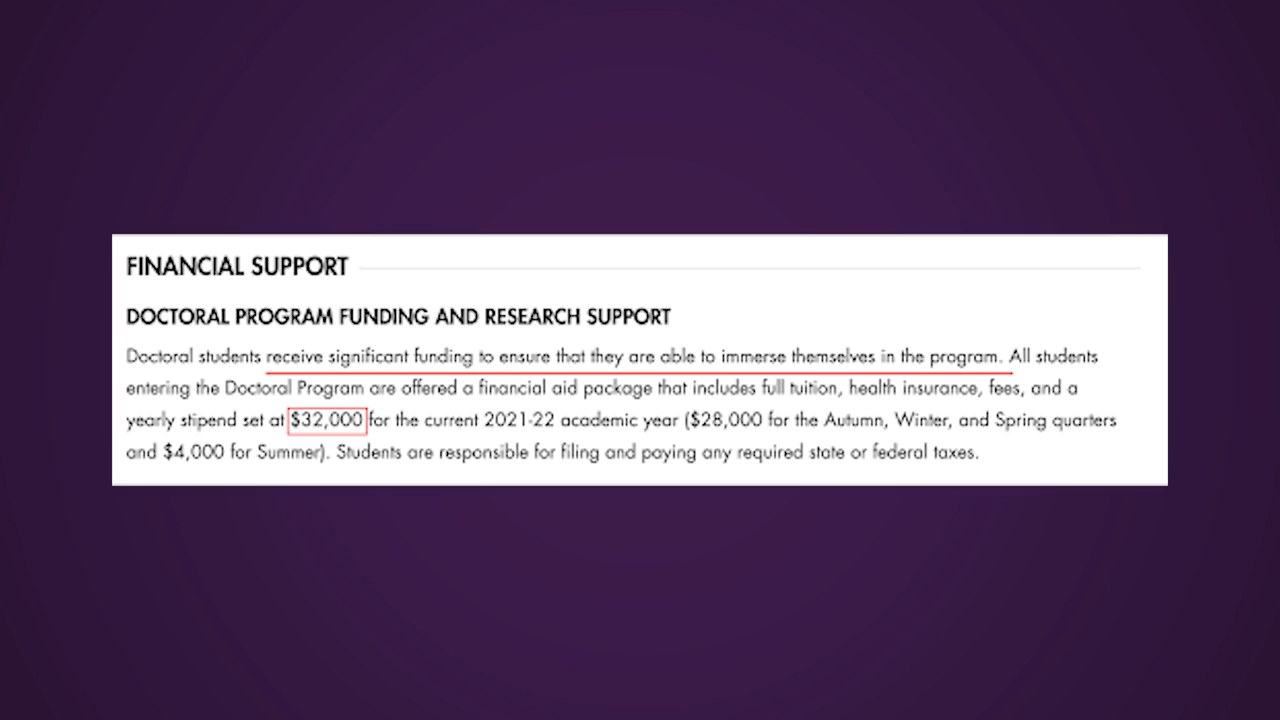 FINANCIAL SUPPORT
DOCTORAL PROGRAM FUNDING AND RESEARCH SUPPORT
Doctoral students receive significant funding to ensure that they are able to immerse themselves in the program. All students
entering the Doctoral Program are offered a financial aid package that includes full tuition, health insurance, fees, and a
yearly stipend set at $32,000 for the current 2021-22 academic year ($28,000 for the Autumn, Winter, and Spring quarters
and $4,000 for Summer). Students are responsible for filing and paying any required state or federal taxes.